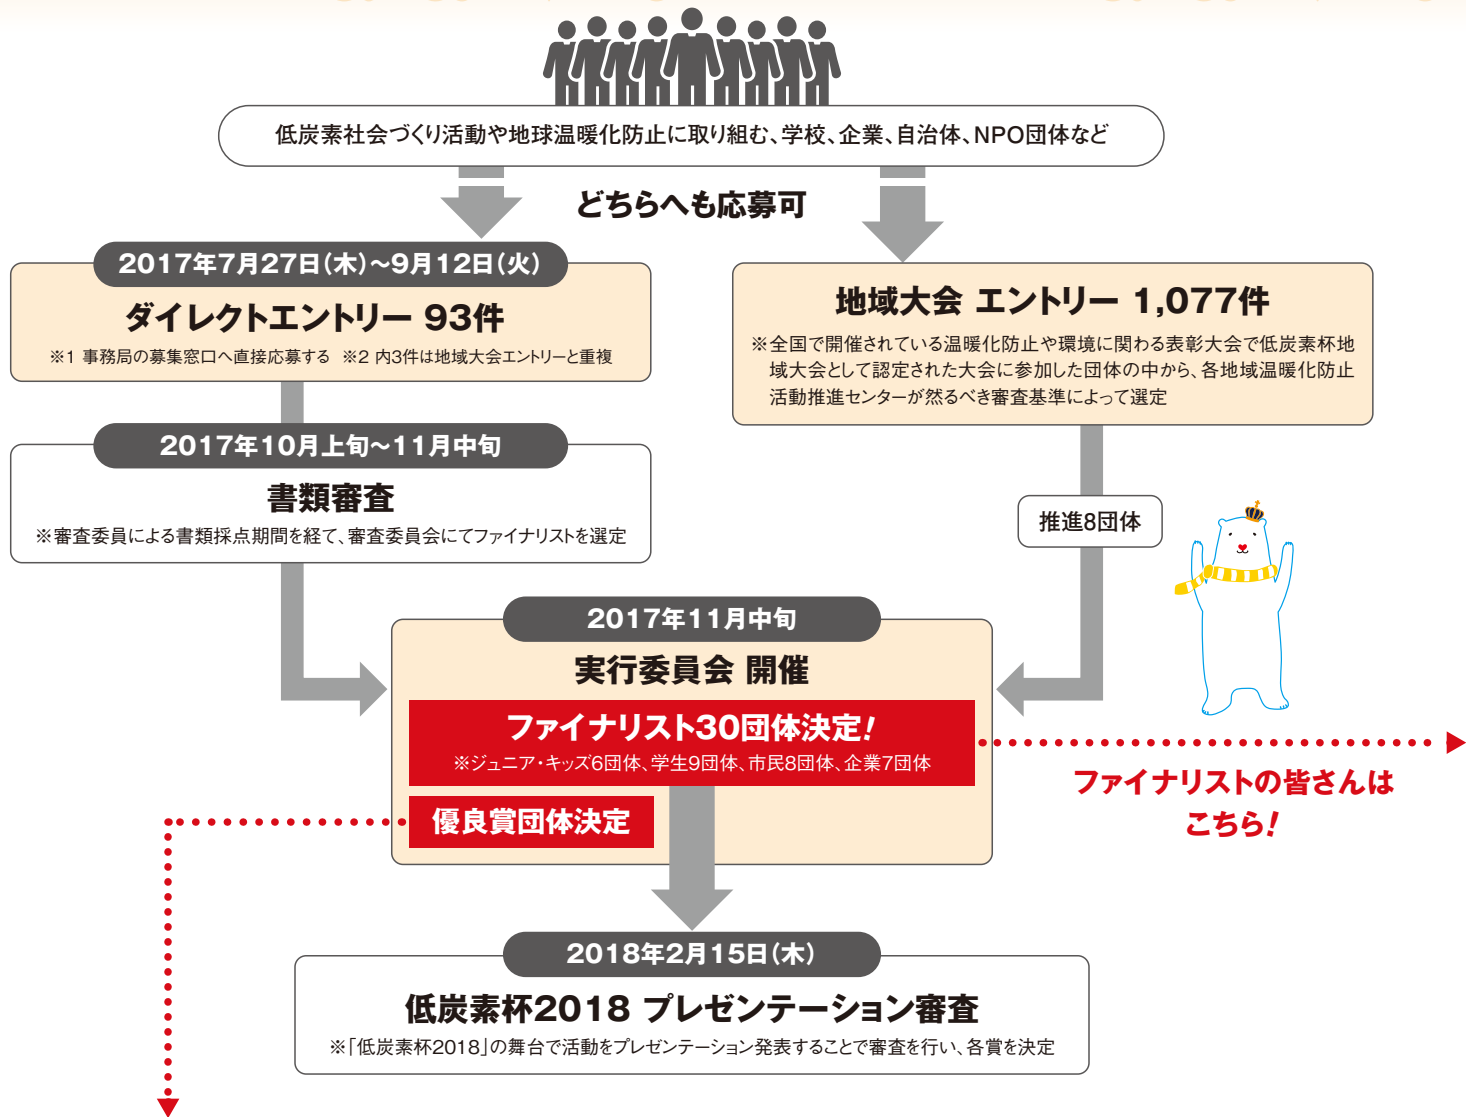 低炭素社会づくり活動や地球温暖化防止に取り組む、学校、企業、自治体、NPO団体など
どちらへも応募可
2017年7月27日(木)~9月12日(火)
ダイレクトエントリー 93件
※1 事務局の募集窓口へ直接応募する ※2 内3件は地域大会エントリーと重複
地域大会 エントリー 1,077件
※全国で開催されている温暖化防止や環境に関わる表彰大会で低炭素杯地
域大会として認定された大会に参加した団体の中から、各地域温暖化防止
活動推進センターが然るべき審査基準によって選定
2017年10月上旬~11月中旬
書類審査
※審査委員による書類採点期間を経て、審査委員会にてファイナリストを選定
推進8団体
2017年11月中旬
実行委員会 開催
ファイナリスト30団体決定!
※ジュニア・キッズ6団体、学生9団体、市民8団体、企業7団体
優良賞団体決定
ファイナリストの皆さんは
こちら!
2018年2月15日(木)
低炭素杯2018 プレゼンテーション審査
※「低炭素杯2018」の舞台で活動をプレゼンテーション発表することで審査を行い、各賞を決定